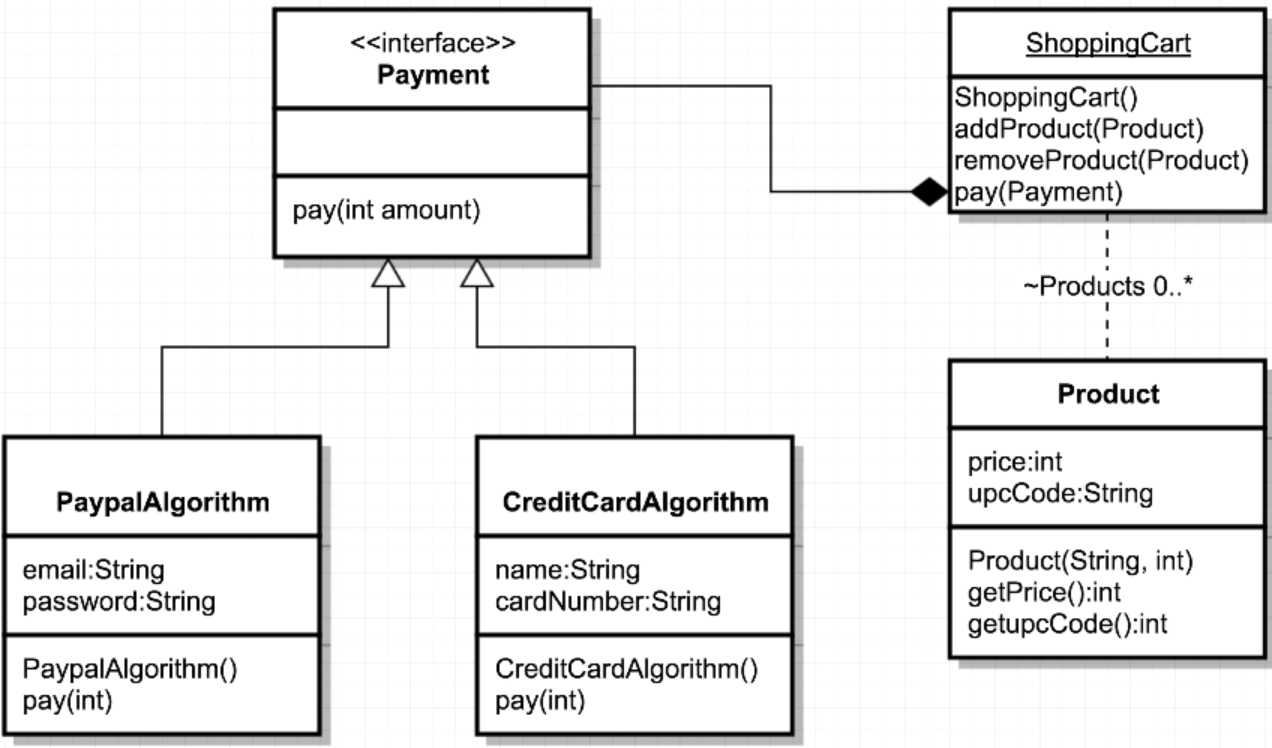 <<interface>>
Payment
pay(int amount)
ShoppingCart
ShoppingCart()
addProduct(Product)
removeProduct(Product)
pay(Payment)
~Products 0..*
PaypalAlgorithm
email:String
password:String
PaypalAlgorithm()
pay(int)
CreditCardAlgorithm
name:String
cardNumber:String
CreditCardAlgorithm()
pay(int)
Product
price:int
upcCode:String
Product(String, int)
getPrice():int
getupcCode():int